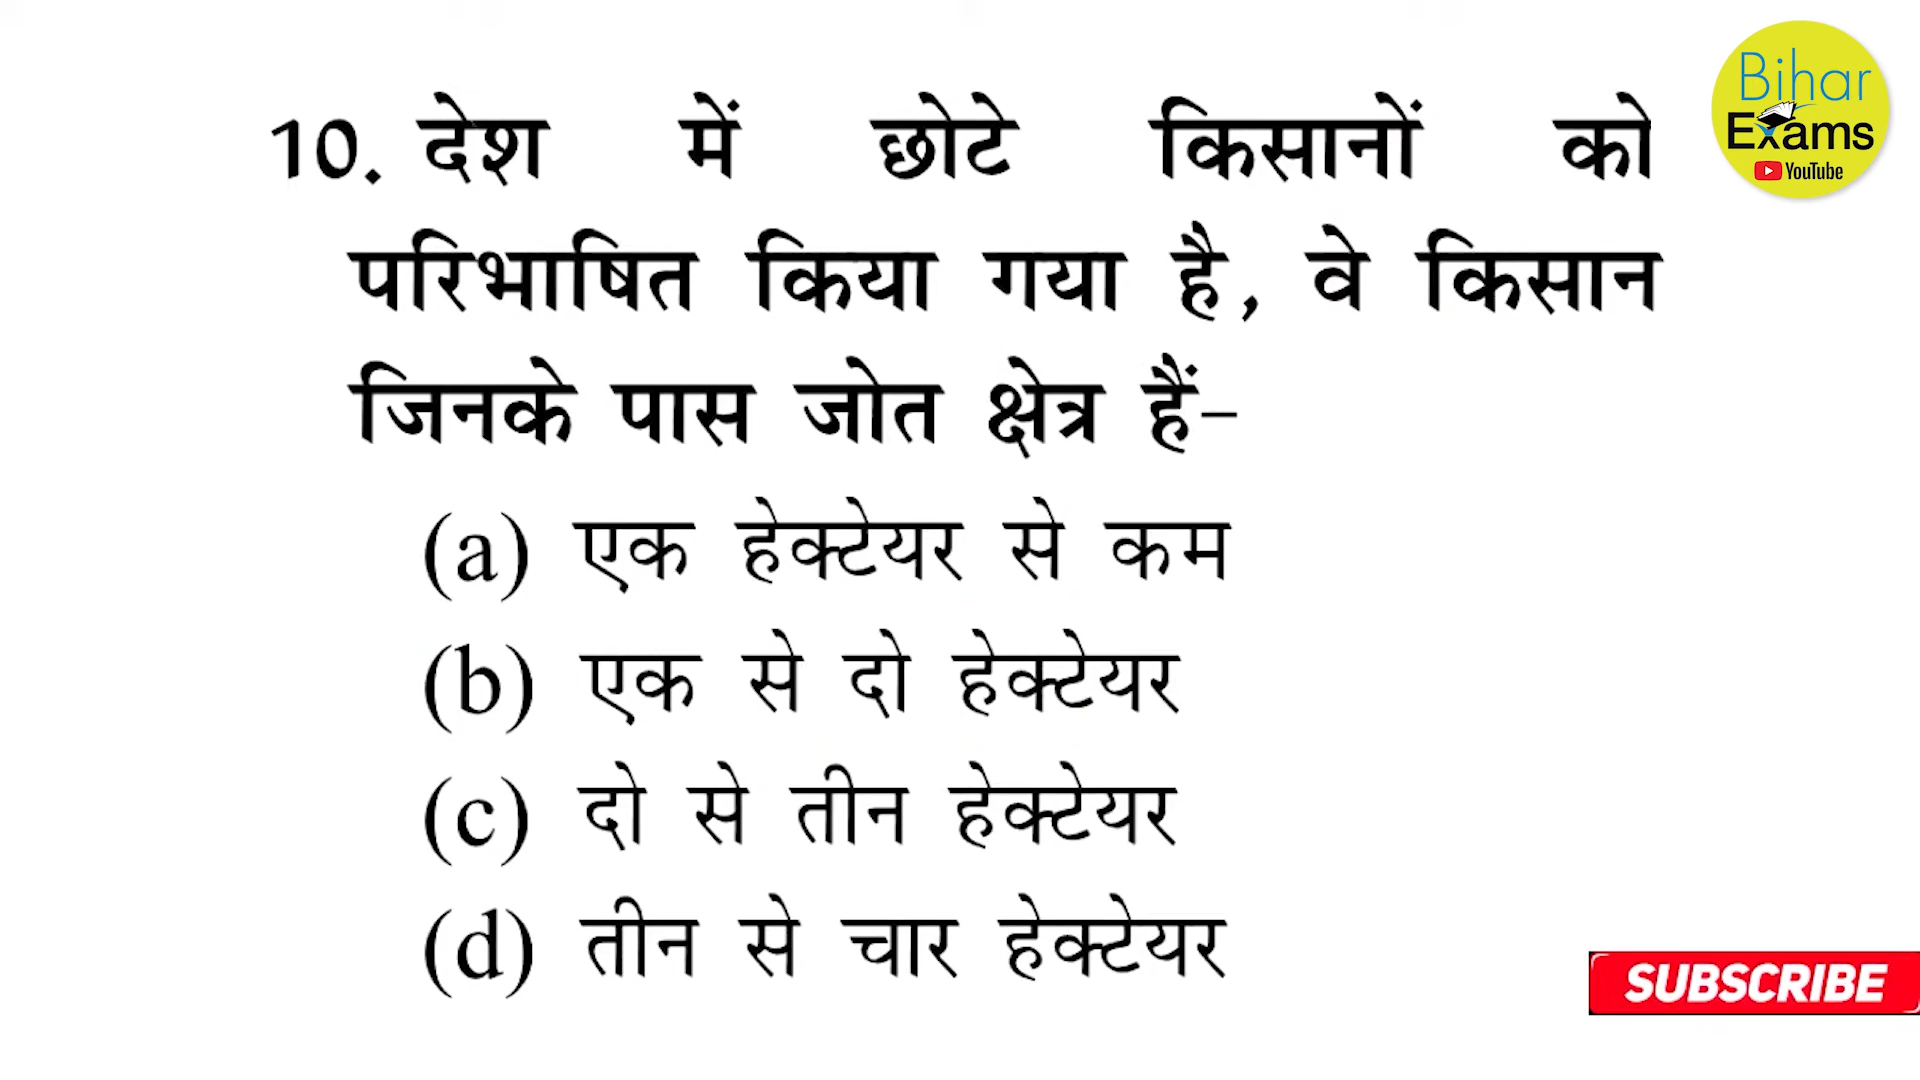 Bihar
Exams
YouTube
10. देश में छोटे किसानों को
परिभाषित किया गया है, वे किसान
जिनके पास जोत क्षेत्र हैं-
(a) एक हेक्टेयर से कम
(b) एक से दो हेक्टेयर
(c) दो से तीन हेक्टेयर
(d) तीन से चार हेक्टेयर
SUBSCRIBE